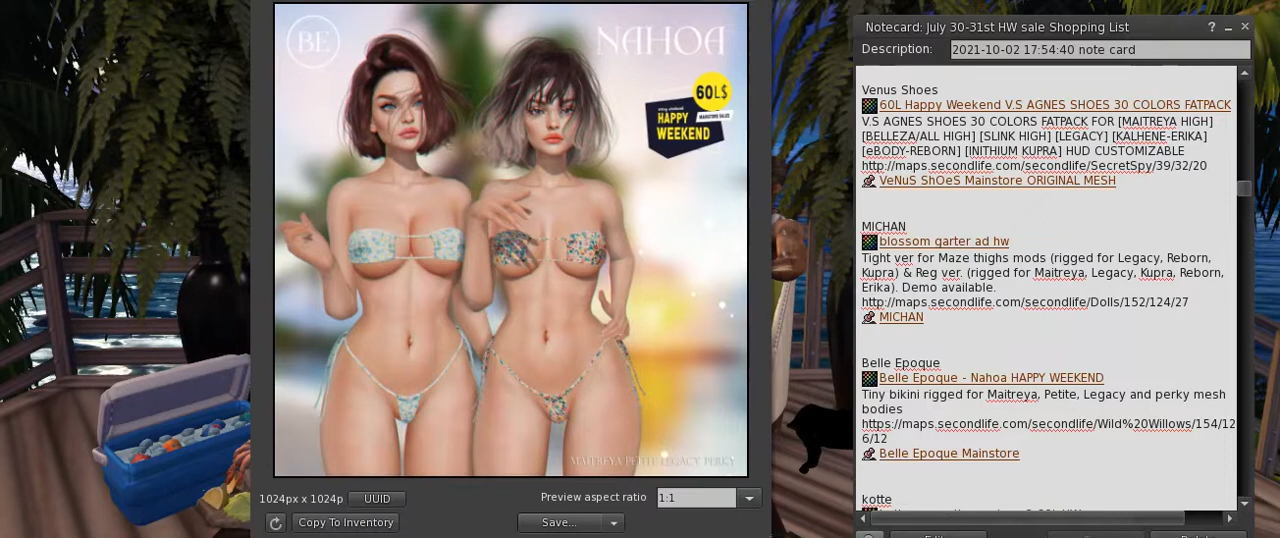 BE
NAHOA
60L$
HAPPY
WEEKEND
MAITREYA PETITE LEGACY PERKY
1024px x 1024p
UUID
Preview aspect ratio
1:1
Copy To Inventory
Save...
Notecard: July 30-31st HW sale Shopping List
Description:
2021-10-02 17:54:40 note card
Venus Shoes
60L Happy Weekend V.S AGNES SHOES 30 COLORS FATPACK
V.S AGNES SHOES 30 COLORS FATPACK FOR [MAITREYA HIGH]
[BELLEZA/ALL HIGH] [SLINK HIGH] [LEGACY] [KALHENE-ERIKA]
[eBODY-REBORN] [INITHIUM KUPRA] HUD CUSTOMIZABLE
http://maps.secondlife/SecretSpy/39/32/20
VeNuS ShOeS Mainstore ORIGINAL MESH
MICHAN
blossom garter ad hw
Tight ver for Maze thighs mods (rigged for Legacy, Reborn,
Kupra) & Reg ver. (rigged for Maitreya, Legacy, Kupra, Reborn,
Erika). Demo available.
http://maps.secondlife.com/secondlife/Dolls/152/124/27
MICHAN
Belle Epoque
Belle Epoque - Nahoa HAPPY WEEKEND
Tiny bikini rigged for Maitreya, Petite, Legacy and perky mesh
bodies
https://maps.secondlife.com/secondlife/Wild%20Willows/154/12
6/12
Belle Epoque Mainstore
kotte